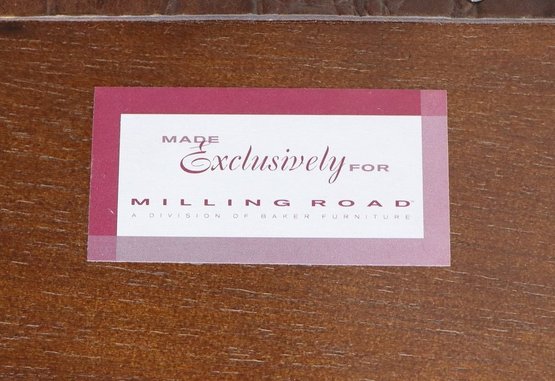 MADE
Exclusively FOR
MILLING ROAD
A DIVISION OF BAKER FURNITURE